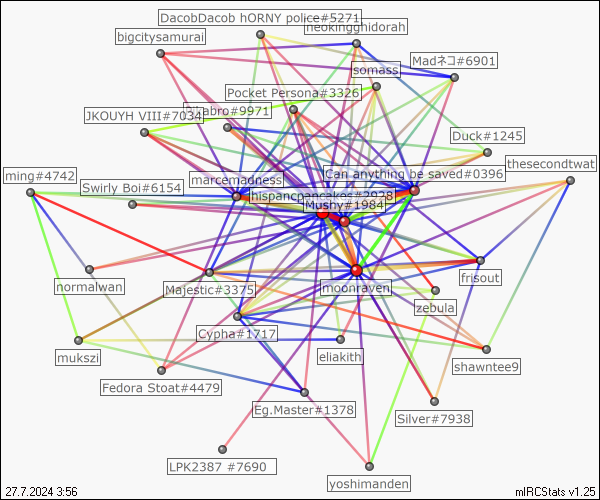 DacobDacob hORNY police#5271
neokingghidorah
bigcitysamurai
Madネコ#6901
somass
Pocket Persona#3326
#9971
JKOUYH VIII#7034
Duck#1245
thesecondtwat
Can anything be saved#0396
ming#4742
marcemadness
Swirly Boi#6154
hispancpancakes#2928
Mushy#1984
frisout
normalwan
Majestic#3375
moonraven
zebula
Cypha#1717
mukszi
eliakith
shawntee9
Fedora Stoat#4479
Eg.Master#1378
Silver#7938
LPK2387 #7690
yoshimanden
27.7.2024 3:56
mIRCStats v1.25